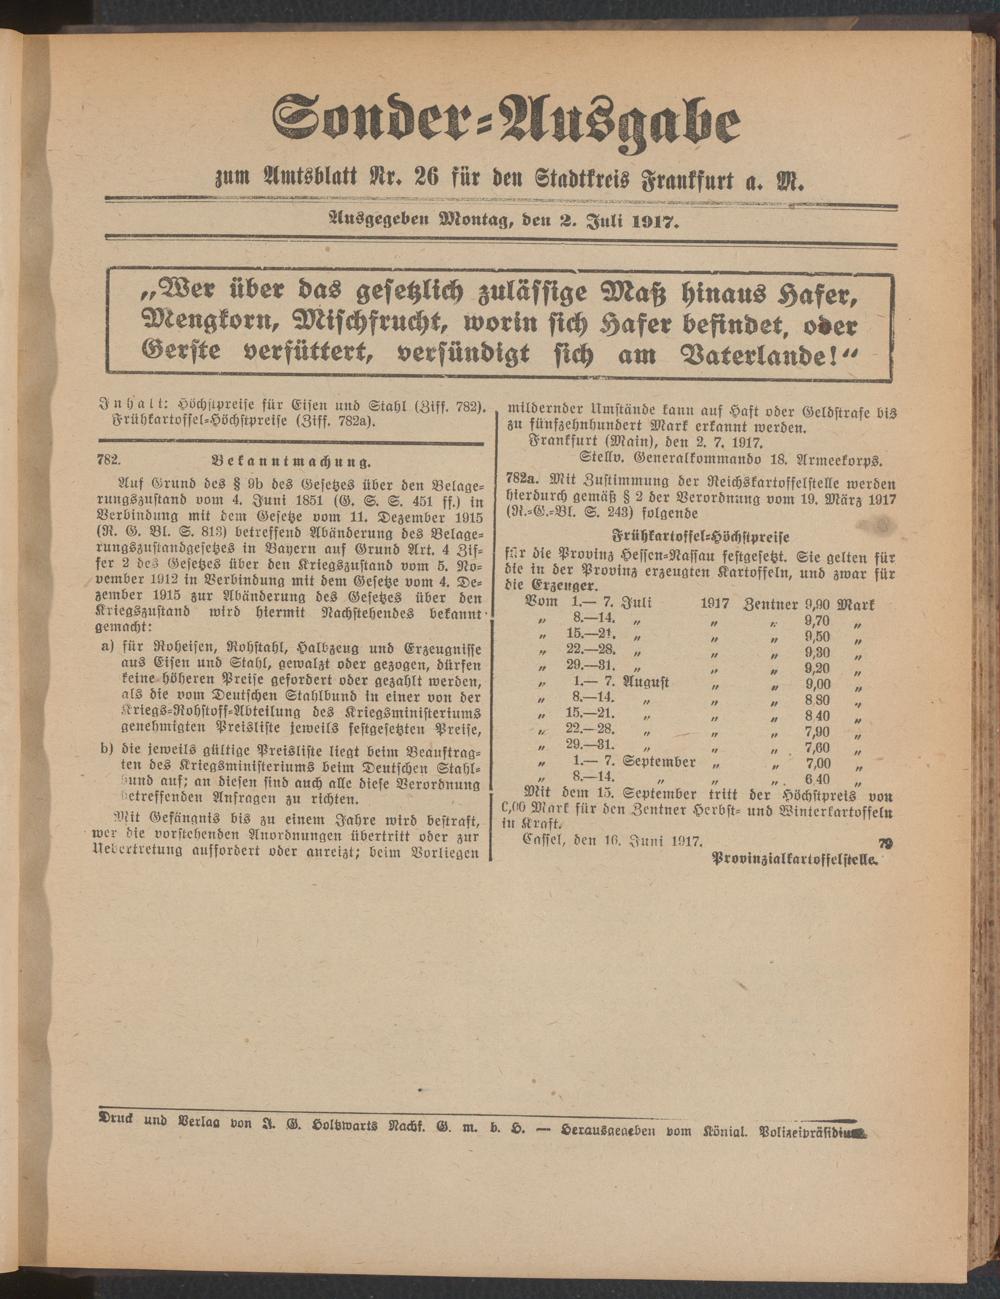 Sonder-Ausgabe
zum Amtsblatt Nr. 26 für den Stadtkreis Frankfurt a. M.
Ausgegeben Montag, den 2. Juli 1917.
„Wer über das gesetzlich zulässige Maß hinaus Hafer,
Mengkorn, Mischfrucht, worin sich Hafer befindet, oder
Gerste verfüttert, versündigt sich am Vaterlande!“
Inhalt: Höchstpreise für Eisen und Stahl (Ziff. 782).
Frühkartoffel-Höchstpreise (Ziff. 782a).
782. Bekanntmachung.
Auf Grund des § 9b des Gesetzes über den Belage-
rungszustand vom 4. Juni 1851 (G. S. S. 451 ff.) in
Verbindung mit dem Gesetze vom 11. Dezember 1915
(R. G. Bl. S. 813) betreffend Abänderung des Belage-
rungszustandgesetzes in Bayern auf Grund Art. 4 Zif-
fer 2 des Gesetzes über den Kriegszustand vom 5. No-
vember 1912 in Verbindung mit dem Gesetze vom 4. De-
zember 1915 zur Abänderung des Gesetzes über den
Kriegszustand wird hiermit Nachstehendes bekannt
gemacht:
a) für Roheisen, Rohstahl, Halbzeug und Erzeugnisse
aus Eisen und Stahl, gewalzt oder gezogen, dürfen
keine höheren Preise gefordert oder gezahlt werden,
als die vom Deutschen Stahlbund in einer von der
Kriegs-Rohstoff-Abteilung des Kriegsministeriums
genehmigten Preisliste jeweils festgesetzten Preise,
b) die jeweils gültige Preisliste liegt beim Beauftrag-
ten des Kriegsministeriums beim Deutschen Stahl-
bund auf; an diesen sind auch alle diese Verordnung
betreffenden Anfragen zu richten.
Mit Gefängnis bis zu einem Jahre wird bestraft,
wer die vorstehenden Anordnungen übertritt oder zur
Uebertretung auffordert oder anreizt; beim Vorliegen
mildernder Umstände kann auf Haft oder Geldstrafe bis
zu fünfzehnhundert Mark erkannt werden.
Frankfurt (Main), den 2. 7. 1917.
Stellv. Generalkommando 18. Armeekorps.
782a. Mit Zustimmung der Reichskartoffelstelle werden
hierdurch gemäß § 2 der Verordnung vom 19. März 1917
(R.-G.-Bl. S. 243) folgende
Frühkartoffel-Höchstpreise
für die Provinz Hessen-Nassau festgesetzt. Sie gelten für
die in der Provinz erzeugten Kartoffeln, und zwar für
die Erzeuger.
Vom 1.— 7. Juli 1917 Zentner 9,90 Mark
„ 8.—14. „ „ „ 9,70 „
„ 15.—21. „ „ „ 9,50 „
„ 22.—28. „ „ „ 9,30 „
„ 29.—31. „ „ „ 9,20 „
„ 1.— 7. August „ „ 9,00 „
„ 8.—14. „ „ „ 8 80 „
„ 15.—21. „ „ „ 8 40 „
„ 22.—28. „ „ „ 7,90 „
„ 29.—31. „ „ „ 7,60 „
„ 1.— 7. September „ „ 7,00 „
„ 8.—14. „ „ „ 6 40 „
Mit dem 15. September tritt der Höchstpreis von
6,00 Mark für den Zentner Herbst- und Winterkartoffeln
in Kraft.
Cassel, den 16. Juni 1917. 79
Provinzialkartoffelstelle.
Druck und Verlag von A. G. Holtzwarts Nachf. G. m. b. H. — Herausgegeben vom Königl. Polizeipräsidium.